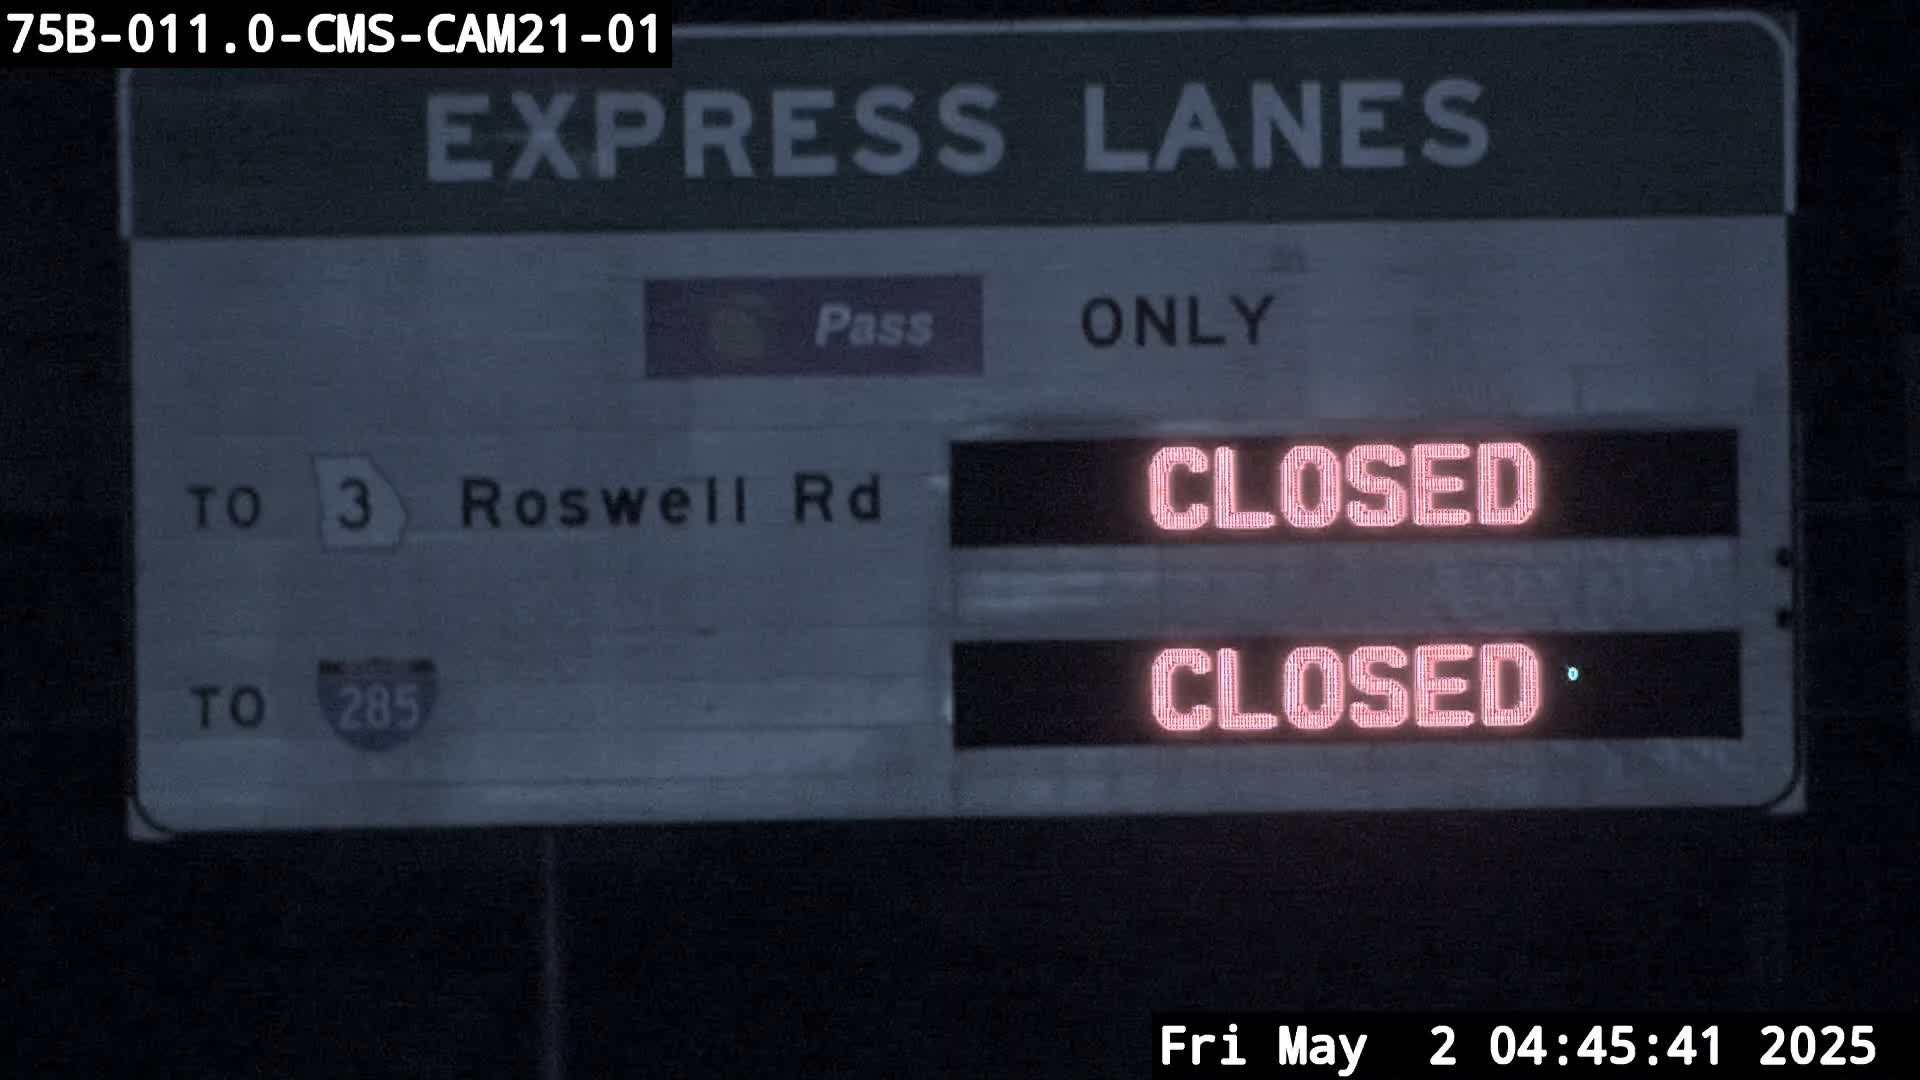 75B-011.0-CMS-CAM21-01
EXPRESS LANES
Pass ONLY
TO 3 Roswell Rd CLOSED
TO 285 CLOSED
Fri May 2 04:45:41 2025